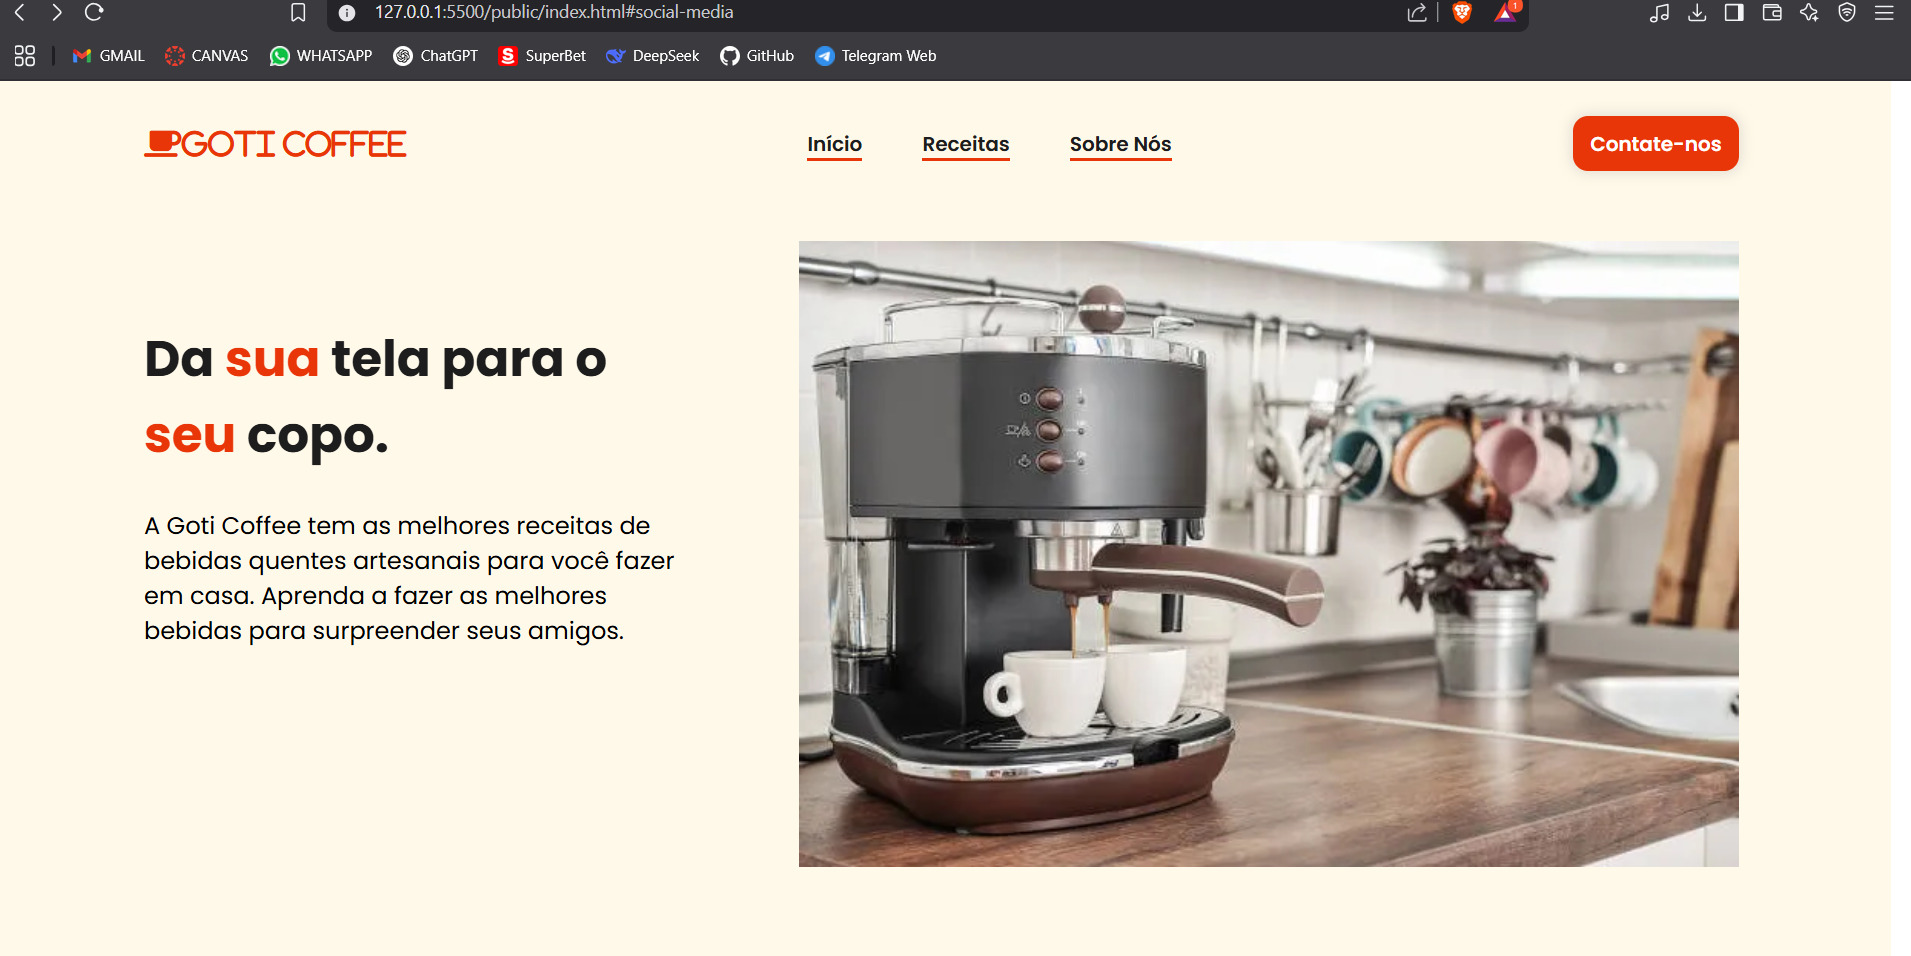 127.0.0.1:5500/public/index.html#social-media
1
GMAIL CANVAS WHATSAPP ChatGPT SuperBet DeepSeek GitHub Telegram Web
GOTI COFFEE
Início Receitas Sobre Nós
Contate-nos
Da sua tela para o
seu copo.
A Goti Coffee tem as melhores receitas de
bebidas quentes artesanais para você fazer
em casa. Aprenda a fazer as melhores
bebidas para surpreender seus amigos.